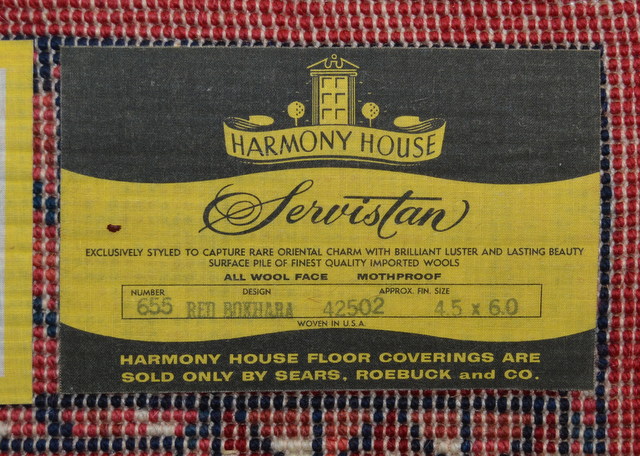 HARMONY HOUSE
Servistan
EXCLUSIVELY STYLED TO CAPTURE RARE ORIENTAL CHARM WITH BRILLIANT LUSTER AND LASTING BEAUTY
SURFACE PILE OF FINEST QUALITY IMPORTED WOOLS
ALL WOOL FACE MOTHPROOF
NUMBER DESIGN APPROX. FIN. SIZE
655 RED BOKHARA 42502 4.5 x 6.0
WOVEN IN U.S.A.
HARMONY HOUSE FLOOR COVERINGS ARE
SOLD ONLY BY SEARS, ROEBUCK and CO.